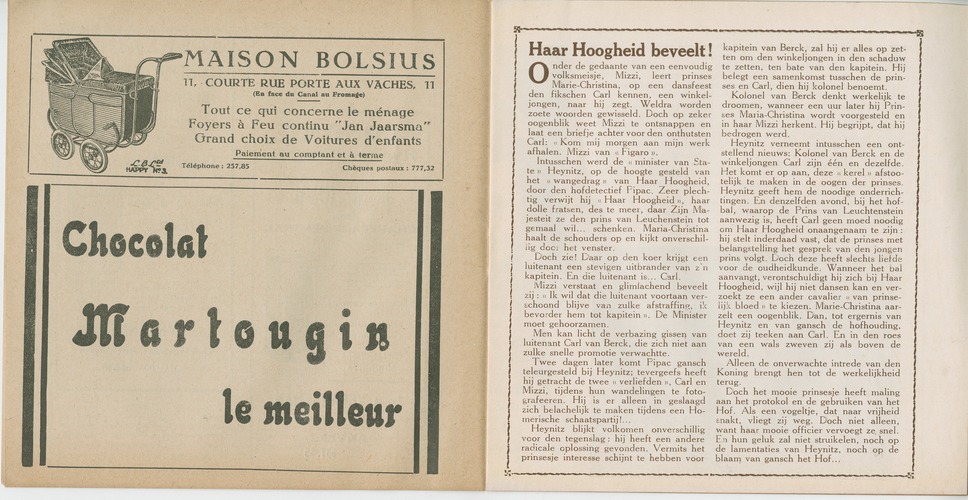 MAISON BOLSIUS
11, COURTE RUE PORTE AUX VACHES, 11
(En face du Canal au Fromage)
Tout ce qui concerne le ménage
Foyers à Feu continu "Jan Jaarsma"
Grand choix de Voitures d'enfants
Paiement au comptant et à terme
Téléphone : 257,85 Chèques postaux : 777,32
HAPPY Nº 3.
Chocolat
Martougin
le meilleur
Haar Hoogheid beveelt !
Onder de gedaante van een eenvoudig
volksmeisje, Mizzi, leert prinses
Marie-Christina, op een dansfeest
den fikschen Carl kennen, een winkel-
jongen, naar hij zegt. Weldra worden
zoete woorden gewisseld. Doch op zeker
oogenblik weet Mizzi te ontsnappen en
laat een briefje achter voor den onthutsten
Carl: « Kom mij morgen aan mijn werk
afhalen. Mizzi van « Figaro ».
Intusschen werd de « minister van Sta-
te » Heynitz, op de hoogte gesteld van
het « wangedrag » van Haar Hoogheid,
door den hofdetectief Pipac. Zeer plech-
tig verwijt hij « Haar Hoogheid », haar
dolle fratsen, des te meer, daar Zijn Ma-
jesteit ze den prins van Leuchenstein tot
gemaal wil... schenken. Maria-Christina
haalt de schouders op en kijkt onverschil-
lig doc: het venster.
Doch zie! Daar op den koer krijgt een
luitenant een stevigen uitbrander van z'n
kapitein. En die luitenant is... Carl.
Mizzi verstaat en glimlachend beveelt
zij : « Ik wil dat die luitenant voortaan ver-
schoond blijve van zulke afstraffing, ik
bevorder hem tot kapitein ». De Minister
moet gehoorzamen.
Men kan licht de verbazing gissen van
luitenant Carl van Berck, die zich niet aan
zulke snelle promotie verwachtte.
Twee dagen later komt Pipac gansch
teleurgesteld bij Heynitz; tevergeefs heeft
hij getracht de twee « verliefden », Carl en
Mizzi, tijdens hun wandelingen te foto-
grafeeren. Hij is er alleen in geslaagd
zich belachelijk te maken tijdens een Ho-
merische schaatspartij!...
Heynitz blijkt volkomen onverschillig
voor den tegenslag : hij heeft een andere
radicale oplossing gevonden. Vermits het
prinsesje interesse schijnt te hebben voor
kapitein van Berck, zal hij er alles op zet-
ten om den winkeljongen in den schaduw
te zetten, ten bate van den kapitein. Hij
belegt een samenkomst tusschen de prin-
ses en Carl, dien hij kolonel benoemt.
Kolonel van Berck denkt werkelijk te
droomen, wanneer een uur later hij Prin-
ses Maria-Christina wordt voorgesteld en
in haar Mizzi herkent. Hij begrijpt, dat hij
bedrogen werd.
Heynitz verneemt intusschen een ont-
stellend nieuws: Kolonel van Berck en de
winkeljongen Carl zijn één en dezelfde.
Het komt er op aan, deze « kerel » afstoo-
telijk te maken in de oogen der prinses.
Heynitz geeft hem de noodige onderrich-
tingen. En denzelfden avond, bij het hof-
bal, waarop de Prins van Leuchtenstein
aanwezig is, heeft Carl geen moed noodig
om Haar Hoogheid onaangenaam te zijn :
hij stelt inderdaad vast, dat de prinses met
belangstelling het gesprek van den jongen
prins volgt. Doch deze heeft slechts liefde
voor de oudheidkunde. Wanneer het bal
aanvangt, verontschuldigt hij zich bij Haar
Hoogheid, wijl hij niet dansen kan en ver-
zoekt ze een ander cavalier « van prinse-
lijk bloed » te kiezen. Marie-Christina aar-
zelt een oogenblik. Dan, tot ergernis van
Heynitz en van gansch de hofhouding,
doet zij teeken aan Carl. En in den roes
van een wals zweven zij als boven de
wereld.
Alleen de onverwachte intrede van den
Koning brengt hen tot de werkelijkheid
terug.
Doch het mooie prinsesje heeft maling
aan het protokol en de gebruiken van het
Hof. Als een vogeltje, dat naar vrijheid
snakt, vliegt zij weg. Doch niet alleen,
want haar mooie officier vervoegt ze snel.
En hun geluk zal niet struikelen, noch op
de lamentaties van Heynitz, noch op de
blaam van gansch het Hof...